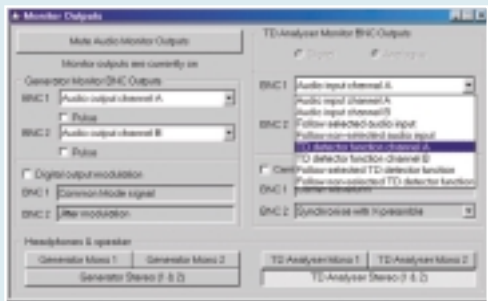 Monitor Outputs
Mute Audio Monitor Outputs
Monitor outputs are currently on
Generator Monitor BNC Outputs
BNC 1 Audio output channel A
Pulse
BNC 2 Audio output channel B
Pulse
Digital output modulation
BNC 1 Common Mode signal
BNC 2 Jitter modulation
TD Analyser Monitor BNC Outputs
Digital Analogue
BNC 1 Audio input channel A
Audio input channel A
Audio input channel B
Follow selected audio input
Follow non-selected audio input
TD detector function channel A
TD detector function channel B
Follow selected TD detector function
Follow non-selected TD detector function
BNC 2
BNC 1
BNC 2 Synchronise with X preamble
Headphones & speaker
Generator Mono 1 Generator Mono 2
Generator Stereo (1 & 2)
TD Analyser Mono 1 TD Analyser Mono 2
TD Analyser Stereo (1 & 2)